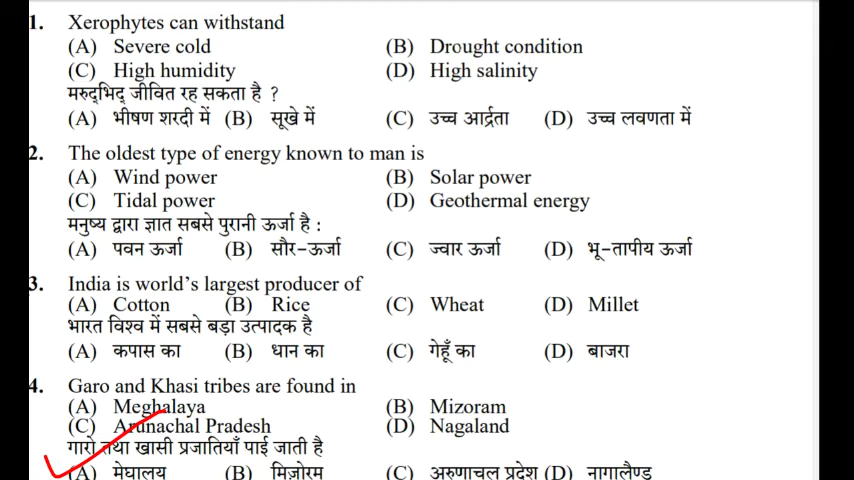 1. Xerophytes can withstand
(A) Severe cold (B) Drought condition
(C) High humidity (D) High salinity
मरुद्भिद् जीवित रह सकता है ?
(A) भीषण शरदी में (B) सूखे में (C) उच्च आर्द्रता (D) उच्च लवणता में
2. The oldest type of energy known to man is
(A) Wind power (B) Solar power
(C) Tidal power (D) Geothermal energy
मनुष्य द्वारा ज्ञात सबसे पुरानी ऊर्जा है :
(A) पवन ऊर्जा (B) सौर-ऊर्जा (C) ज्वार ऊर्जा (D) भू-तापीय ऊर्जा
3. India is world's largest producer of
(A) Cotton (B) Rice (C) Wheat (D) Millet
भारत विश्व में सबसे बड़ा उत्पादक है
(A) कपास का (B) धान का (C) गेहूँ का (D) बाजरा
4. Garo and Khasi tribes are found in
(A) Meghalaya (B) Mizoram
(C) Arunachal Pradesh (D) Nagaland
गारो तथा खासी प्रजातियाँ पाई जाती है
(A) मेघालय (B) मिज़ोरम (C) अरुणाचल प्रदेश (D) नागालैण्ड